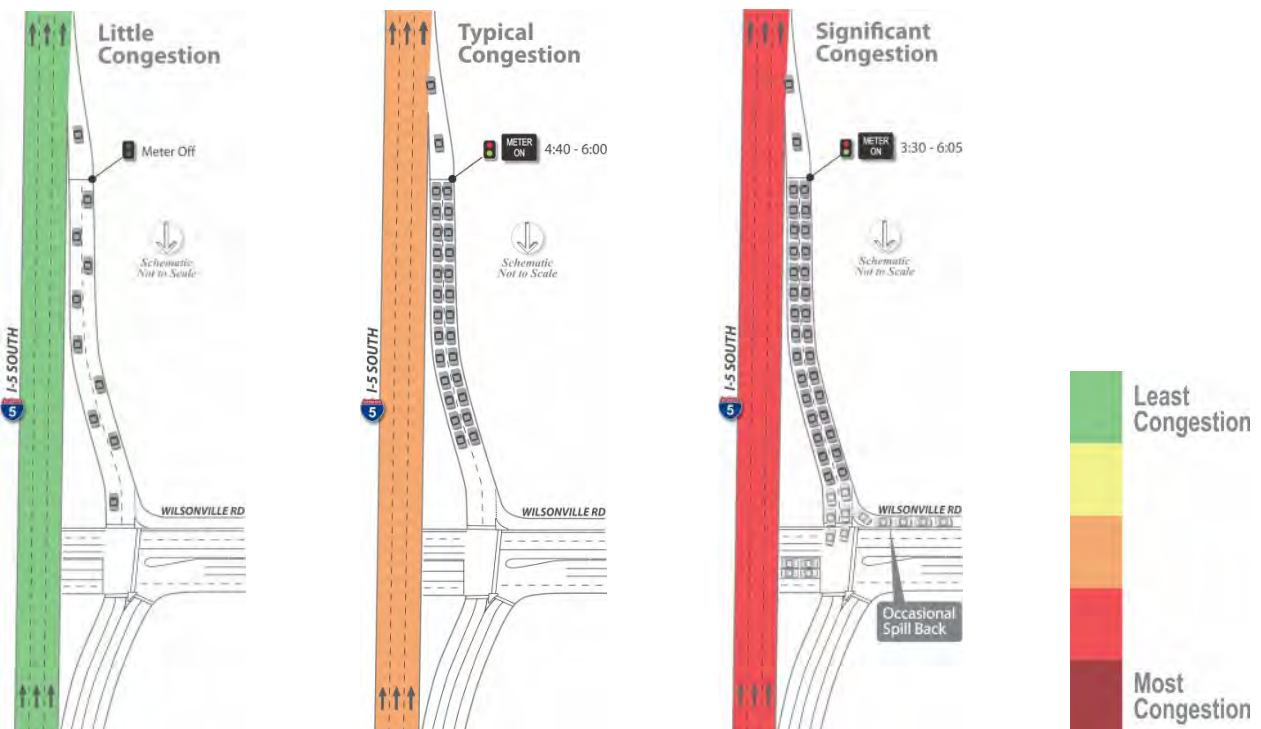 Little
Congestion
Meter Off
Schematic
Not to Scale
I-5 SOUTH
5
WILSONVILLE RD
Typical
Congestion
METER
ON
4:40 - 6:00
Schematic
Not to Scale
I-5 SOUTH
5
WILSONVILLE RD
Significant
Congestion
METER
ON
3:30 - 6:05
Schematic
Not to Scale
I-5 SOUTH
5
WILSONVILLE RD
Occasional
Spill Back
Least
Congestion
Most
Congestion